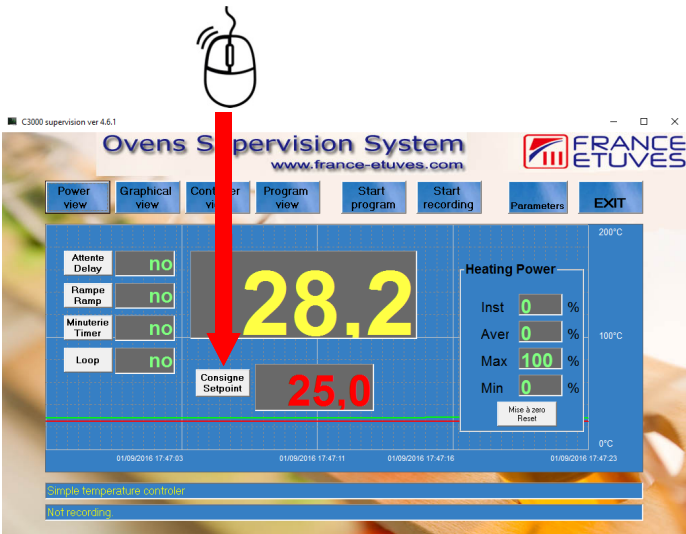 C3000 supervision ver 4.6.1
Ovens S pervision System
www.france-etuves.com
FRANCE
ETUVES
Power
view
Graphical
view
Program
view
Start
program
Start
recording
Parameters
EXIT
200°C
Attente
Delay
no
Rampe
Ramp
no
Minuterie
Timer
no
Loop
no
28,2
Consigne
Setpoint
25,0
Heating Power
Inst 0 %
Aver 0 %
Max 100 %
Min 0 %
Mise à zero
Reset
100°C
0°C
01/09/2016 17:47:03
01/09/2016 17:47:11
01/09/2016 17:47:16
01/09/2016 17:47:23
Simple temperature controler
Not recording.